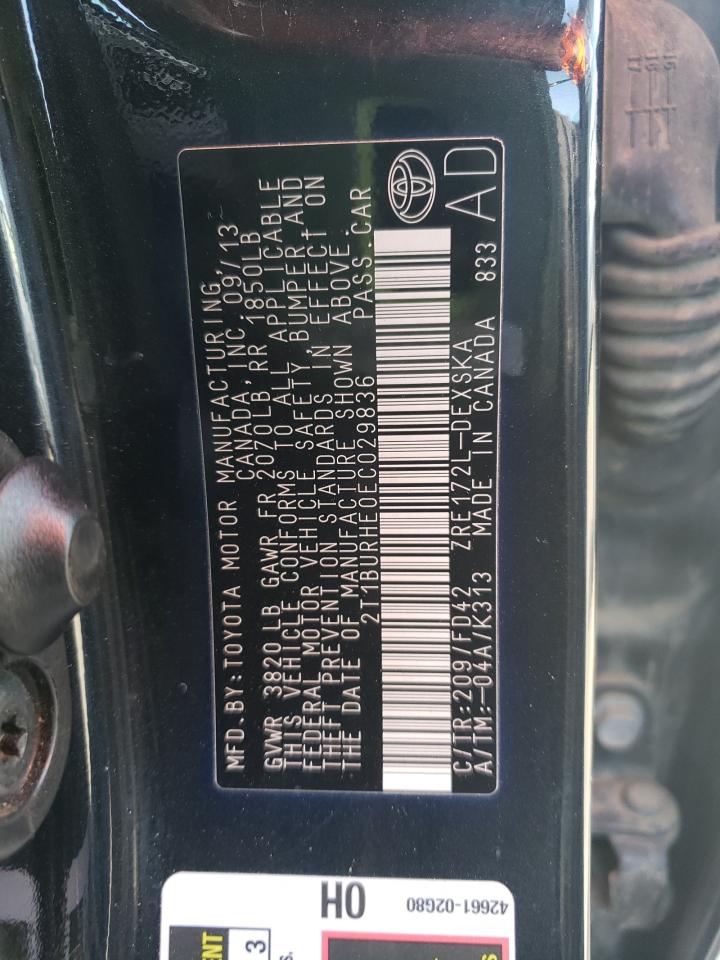 MFD.BY:TOYOTA MOTOR MANUFACTURING,
CANADA,INC.09/13
GVWR 3820LB GAWR FR 2070LB,RR 1850LB
THIS VEHICLE CONFORMS TO ALL APPLICABLE
FEDERAL MOTOR VEHICLE SAFETY,BUMPER AND
THEFT PREVENTION STANDARDS IN EFFECT ON
THE DATE OF MANUFACTURE SHOWN ABOVE.
2T1BURHE0EC029836 PASS.CAR
C/TR:209/FD42 ZRE172L-DEXSKA
A/TM:-04A/K313 MADE IN CANADA 833
AD
42661-02G80
OH
3